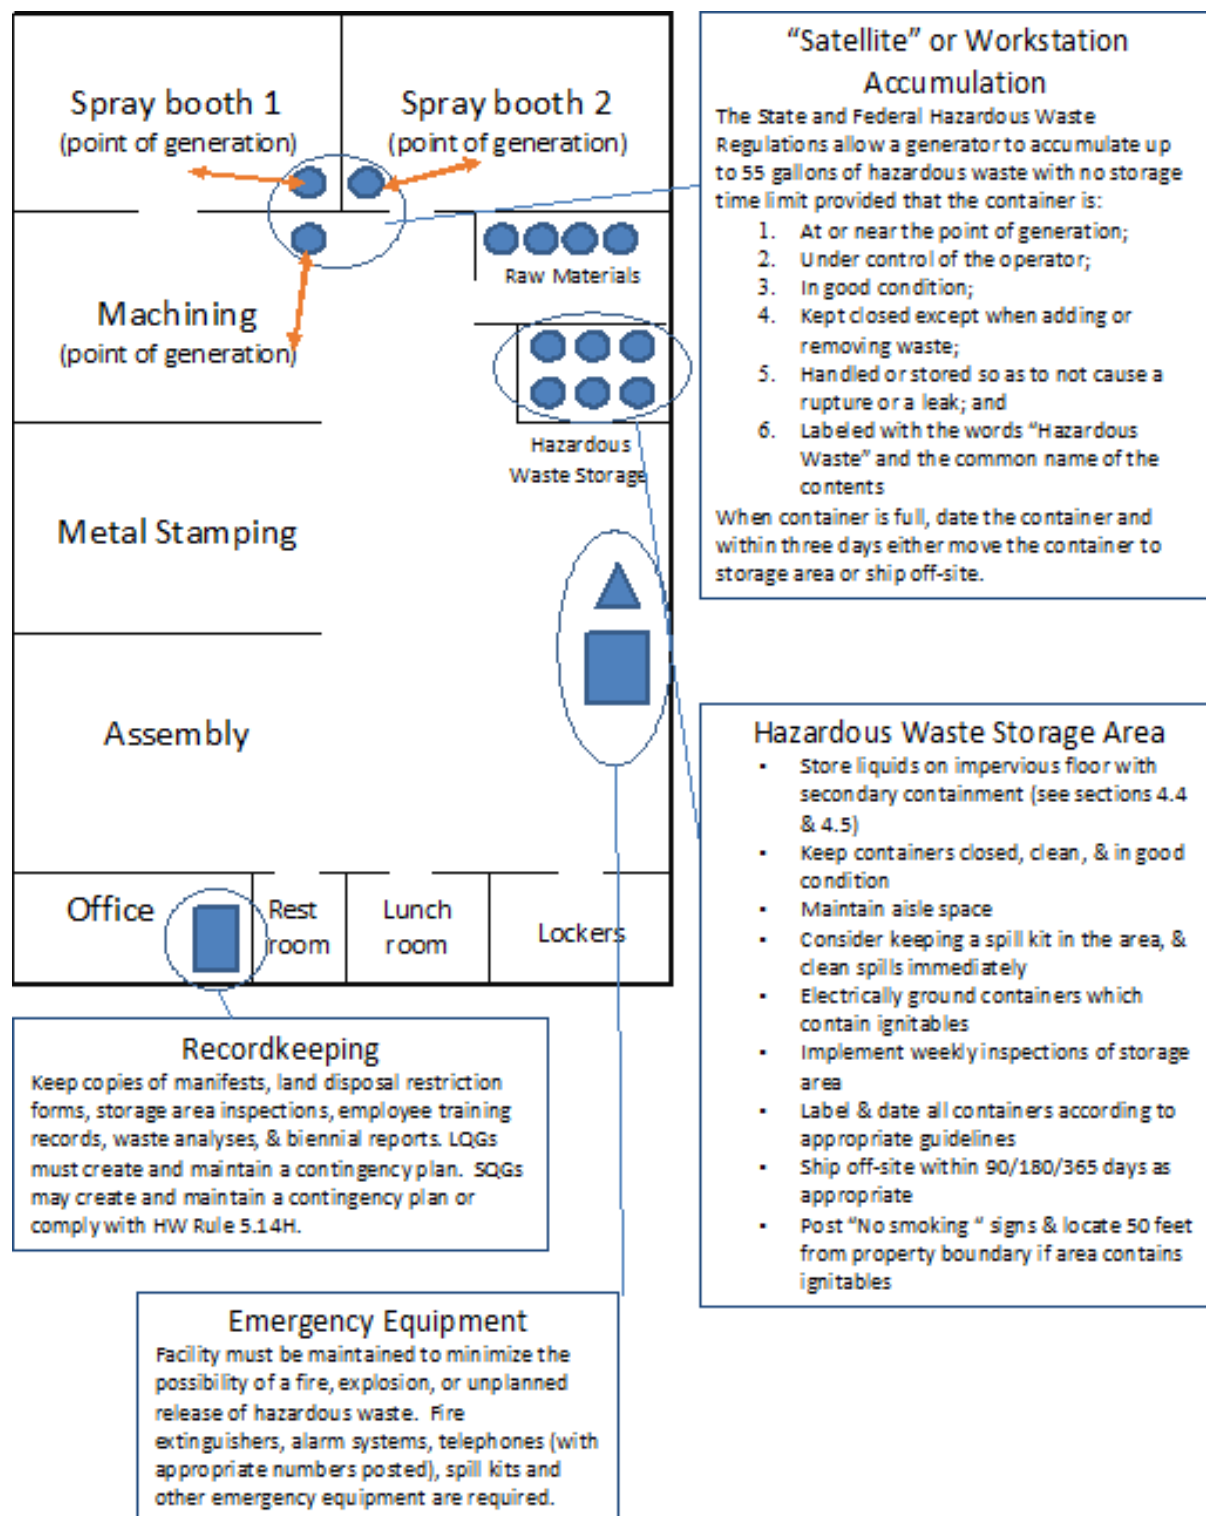 Spray booth 1
(point of generation)
Spray booth 2
(point of generation)
Raw Materials
Machining
(point of generation)
Hazardous
Waste Storage
Metal Stamping
Assembly
Office
Rest
room
Lunch
room
Lockers
“Satellite” or Workstation
Accumulation
The State and Federal Hazardous Waste
Regulations allow a generator to accumulate up
to 55 gallons of hazardous waste with no storage
time limit provided that the container is:
1. At or near the point of generation;
2. Under control of the operator;
3. In good condition;
4. Kept closed except when adding or
removing waste;
5. Handled or stored so as to not cause a
rupture or a leak; and
6. Labeled with the words “Hazardous
Waste” and the common name of the
contents
When container is full, date the container and
within three days either move the container to
storage area or ship off-site.
Hazardous Waste Storage Area
▪ Store liquids on impervious floor with
secondary containment (see sections 4.4
& 4.5)
▪ Keep containers closed, clean, & in good
condition
▪ Maintain aisle space
▪ Consider keeping a spill kit in the area, &
clean spills immediately
▪ Electrically ground containers which
contain ignitables
▪ Implement weekly inspections of storage
area
▪ Label & date all containers according to
appropriate guidelines
▪ Ship off-site within 90/180/365 days as
appropriate
▪ Post “No smoking “ signs & locate 50 feet
from property boundary if area contains
ignitables
Recordkeeping
Keep copies of manifests, land disposal restriction
forms, storage area inspections, employee training
records, waste analyses, & biennial reports. LQGs
must create and maintain a contingency plan. SQGs
may create and maintain a contingency plan or
comply with HW Rule 5.14H.
Emergency Equipment
Facility must be maintained to minimize the
possibility of a fire, explosion, or unplanned
release of hazardous waste. Fire
extinguishers, alarm systems, telephones (with
appropriate numbers posted), spill kits and
other emergency equipment are required.